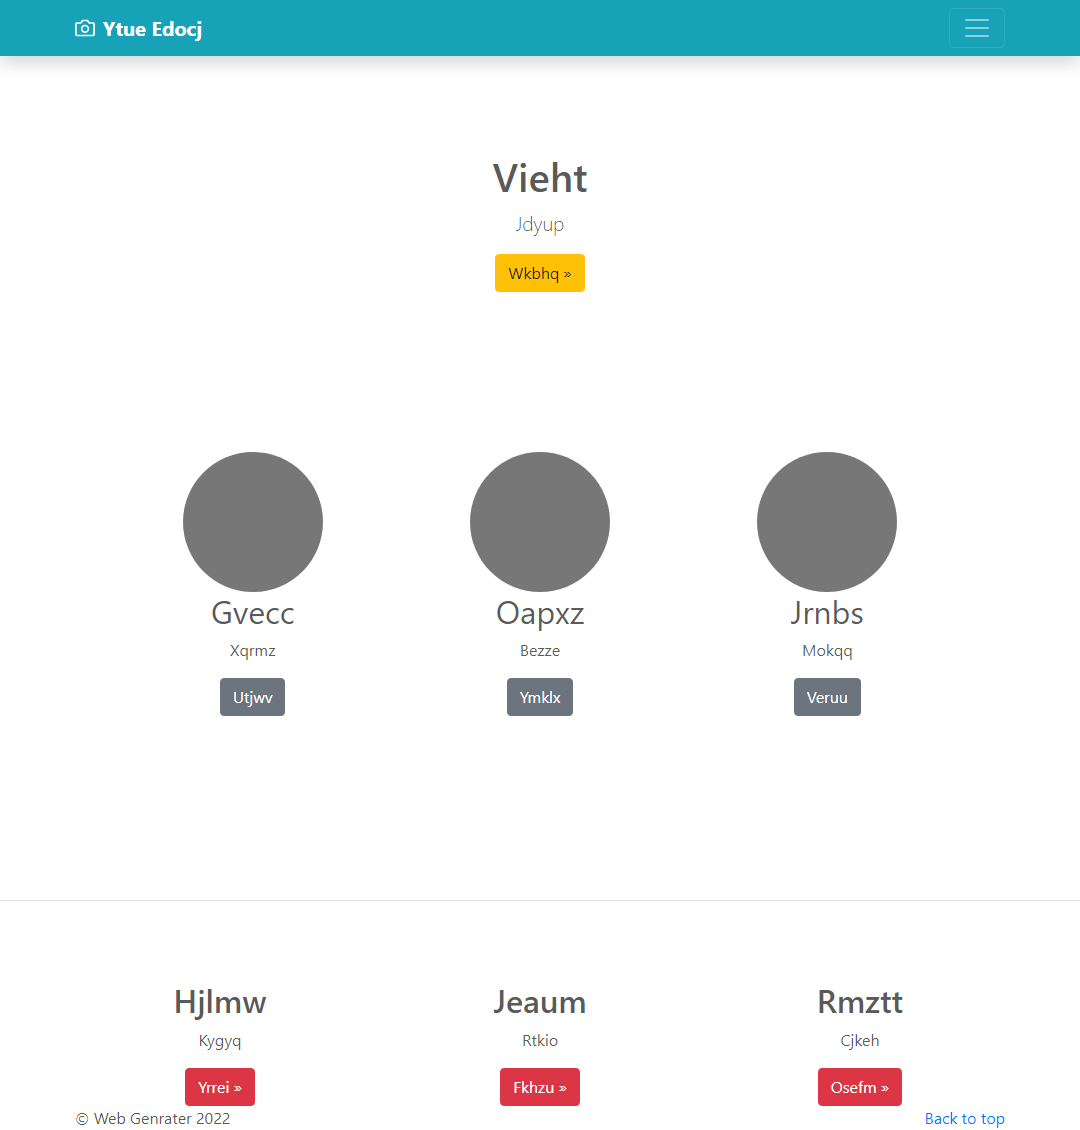 Ytue Edocj
Vieht
Jdyup
Wkbhq »
Gvecc
Xqrmz
Utjwv
Oapxz
Bezze
Ymklx
Jrnbs
Mokqq
Veruu
Hjlmw
Kygyq
Yrrei »
Jeaum
Rtkio
Fkhzu »
Rmztt
Cjkeh
Osefm »
© Web Genrater 2022
Back to top